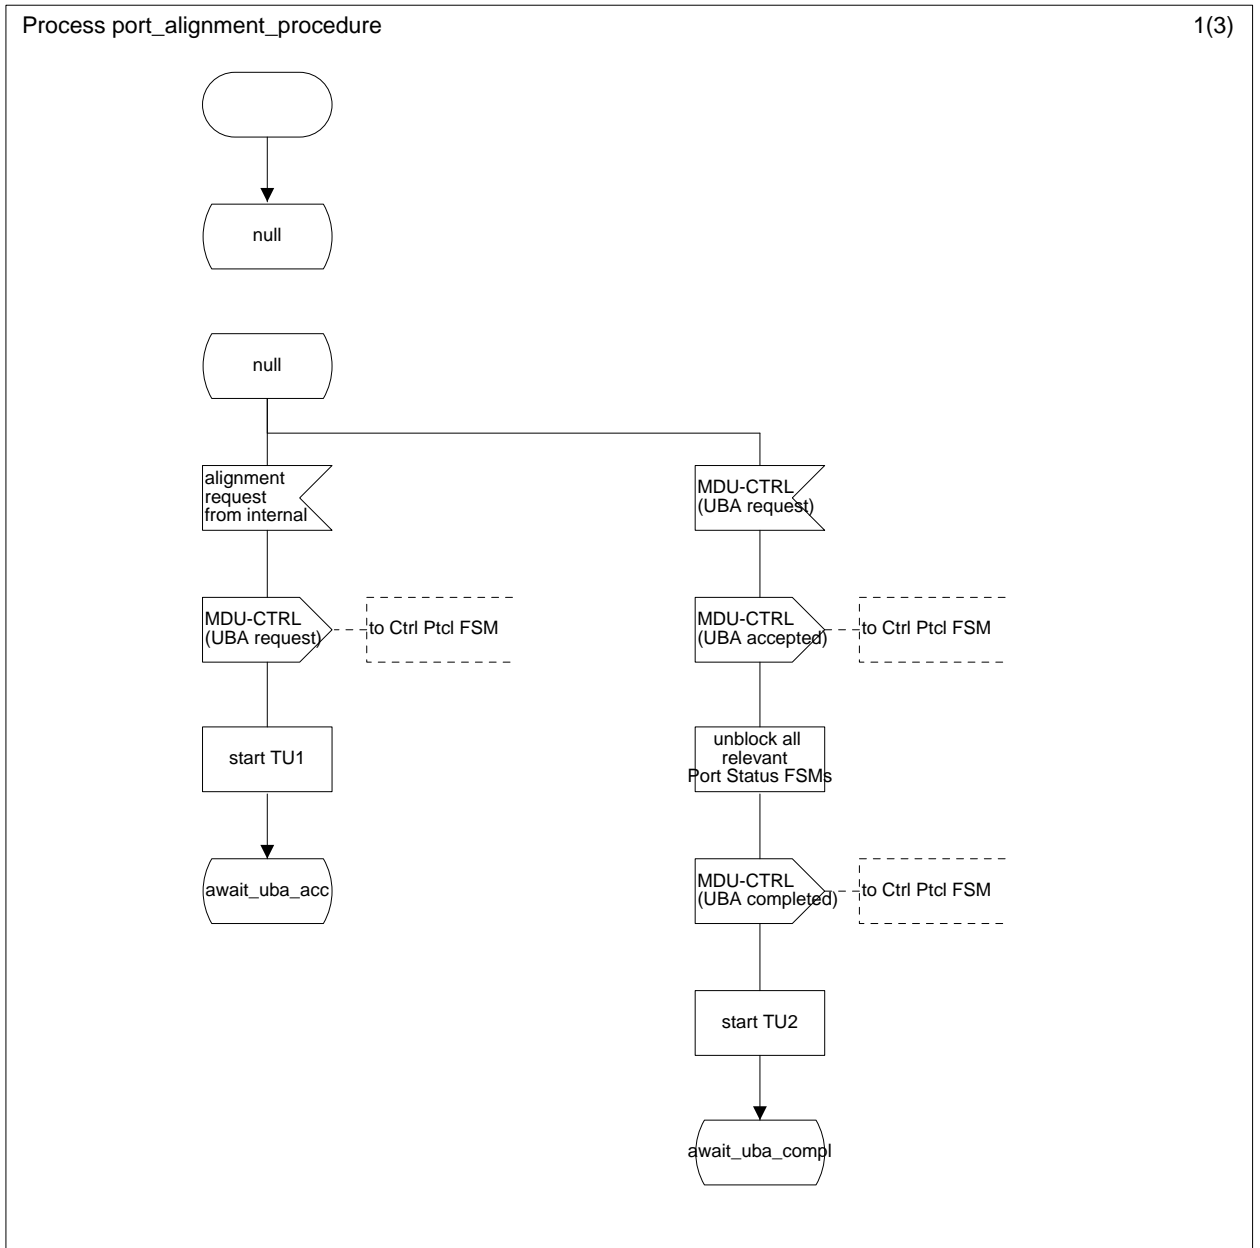 Process port_alignment_procedure
1(3)
null
null
alignment
request
from internal
MDU-CTRL
(UBA request)
MDU-CTRL
(UBA request)
to Ctrl Ptcl FSM
MDU-CTRL
(UBA accepted)
to Ctrl Ptcl FSM
start TU1
unblock all
relevant
Port Status FSMs
await_uba_acc
MDU-CTRL
(UBA completed)
to Ctrl Ptcl FSM
start TU2
await_uba_compl